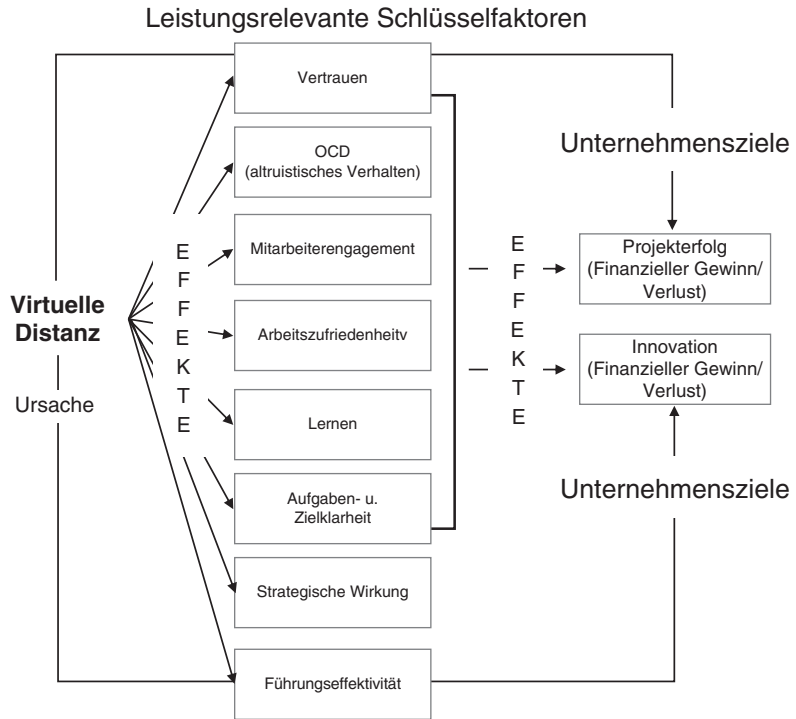 Leistungsrelevante Schlüsselfaktoren
Vertrauen
OCD
(altruistisches Verhalten)
Mitarbeiterengagement
Arbeitszufriedenheitv
Lernen
Aufgaben- u.
Zielklarheit
Strategische Wirkung
Führungseffektivität
Virtuelle
Distanz
Ursache
E
F
F
E
K
T
E
E
F
F
E
K
T
E
Unternehmensziele
Projekterfolg
(Finanzieller Gewinn/
Verlust)
Innovation
(Finanzieller Gewinn/
Verlust)
Unternehmensziele